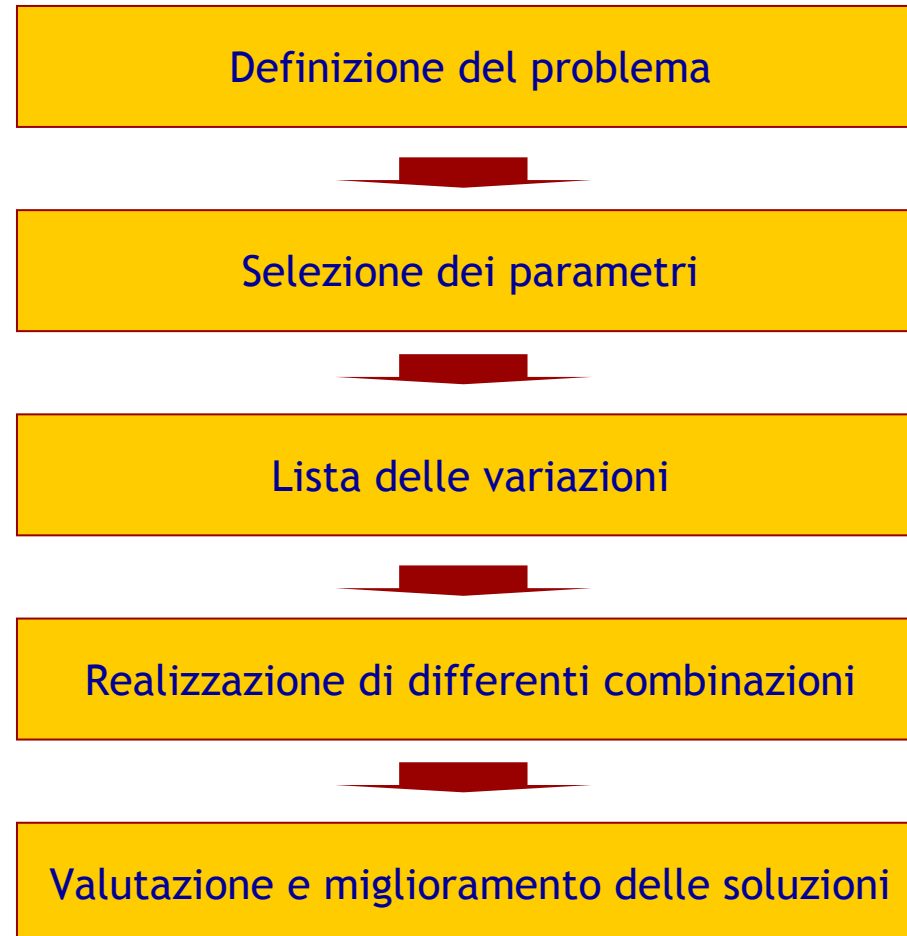 Definizione del problema
Selezione dei parametri
Lista delle variazioni
Realizzazione di differenti combinazioni
Valutazione e miglioramento delle soluzioni